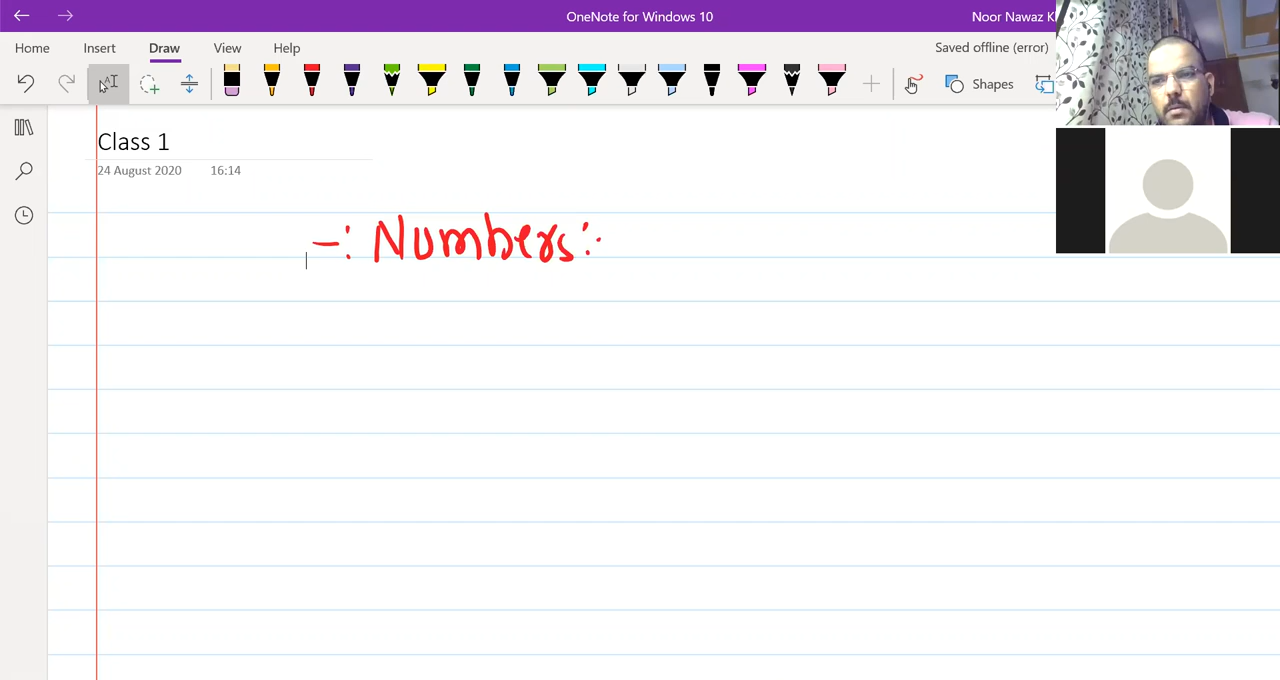 OneNote for Windows 10
Noor Nawaz K
Home Insert Draw View Help
Saved offline (error)
Shapes
Class 1
24 August 2020 16:14
-: Numbers :-